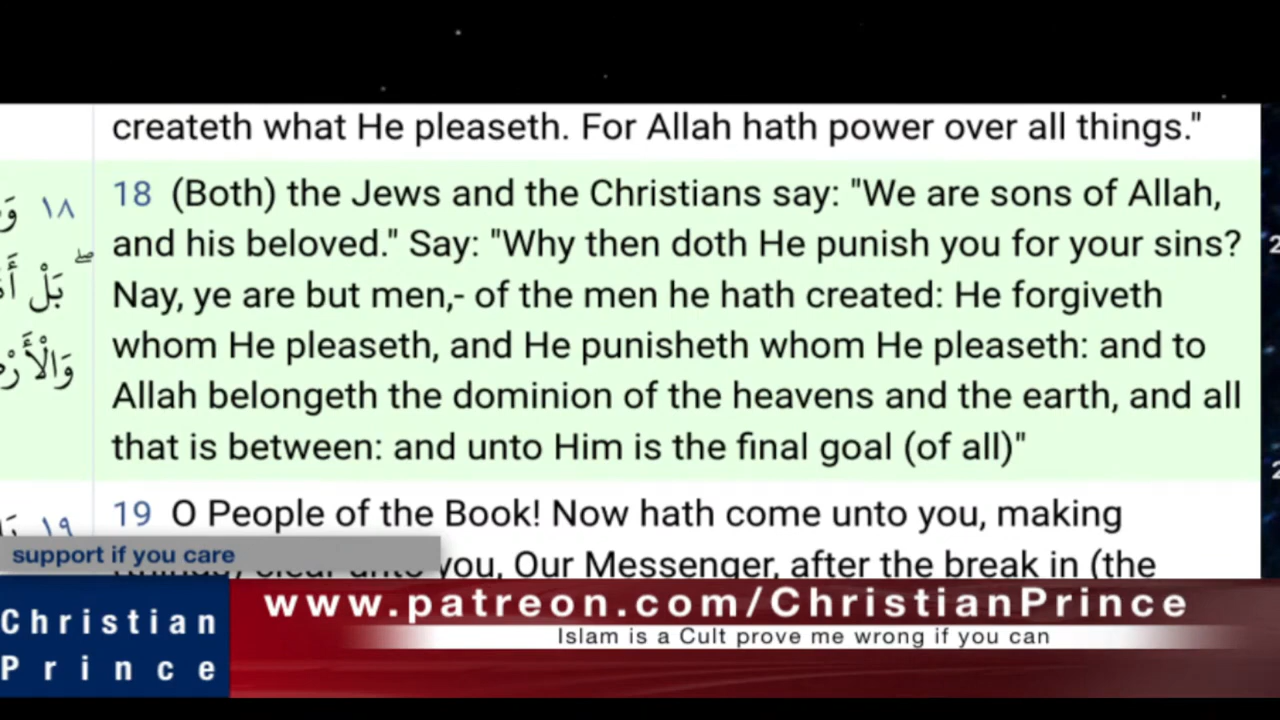 createth what He pleaseth. For Allah hath power over all things."
١٨
18 (Both) the Jews and the Christians say: "We are sons of Allah,
and his beloved." Say: "Why then doth He punish you for your sins?
بَلْ
Nay, ye are but men,- of the men he hath created: He forgiveth
whom He pleaseth, and He punisheth whom He pleaseth: and to
Allah belongeth the dominion of the heavens and the earth, and all
that is between: and unto Him is the final goal (of all)"
١٩
19 O People of the Book! Now hath come unto you, making
you, Our Messenger, after the break in (the
support if you care
Christian
Prince
www.patreon.com/ChristianPrince
Islam is a Cult prove me wrong if you can